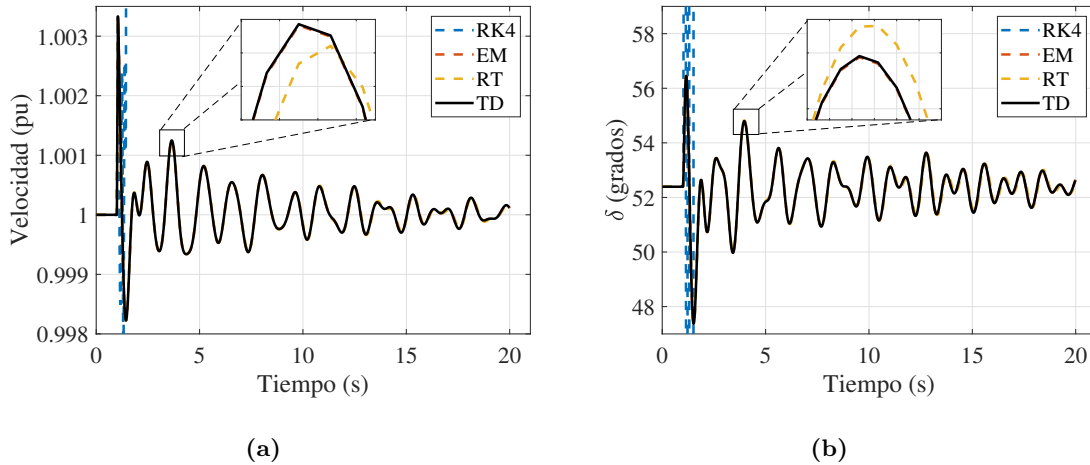 1.003
1.002
1.001
1
0.999
0.998
Velocidad (pu)
0
5
10
15
20
Tiempo (s)
RK4
EM
RT
TD
(a)
58
56
54
52
50
48
δ (grados)
0
5
10
15
20
Tiempo (s)
RK4
EM
RT
TD
(b)